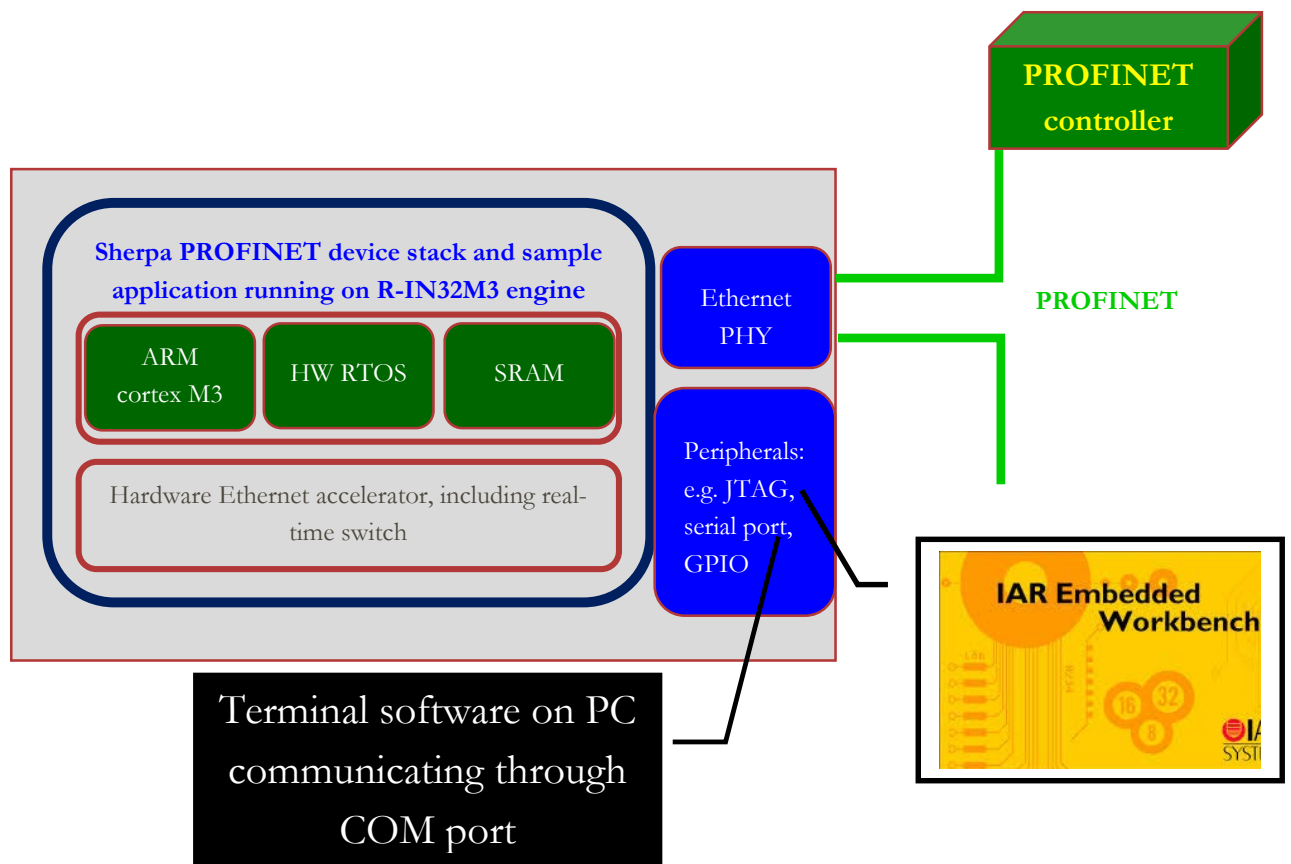 PROFINET
controller
Sherpa PROFINET device stack and sample
application running on R-IN32M3 engine
ARM
cortex M3
HW RTOS
SRAM
Hardware Ethernet accelerator, including real-
time switch
Ethernet
PHY
PROFINET
Peripherals:
e.g. JTAG,
serial port,
GPIO
IAR Embedded
Workbench
16
32
8
SYSTE
Terminal software on PC
communicating through
COM port